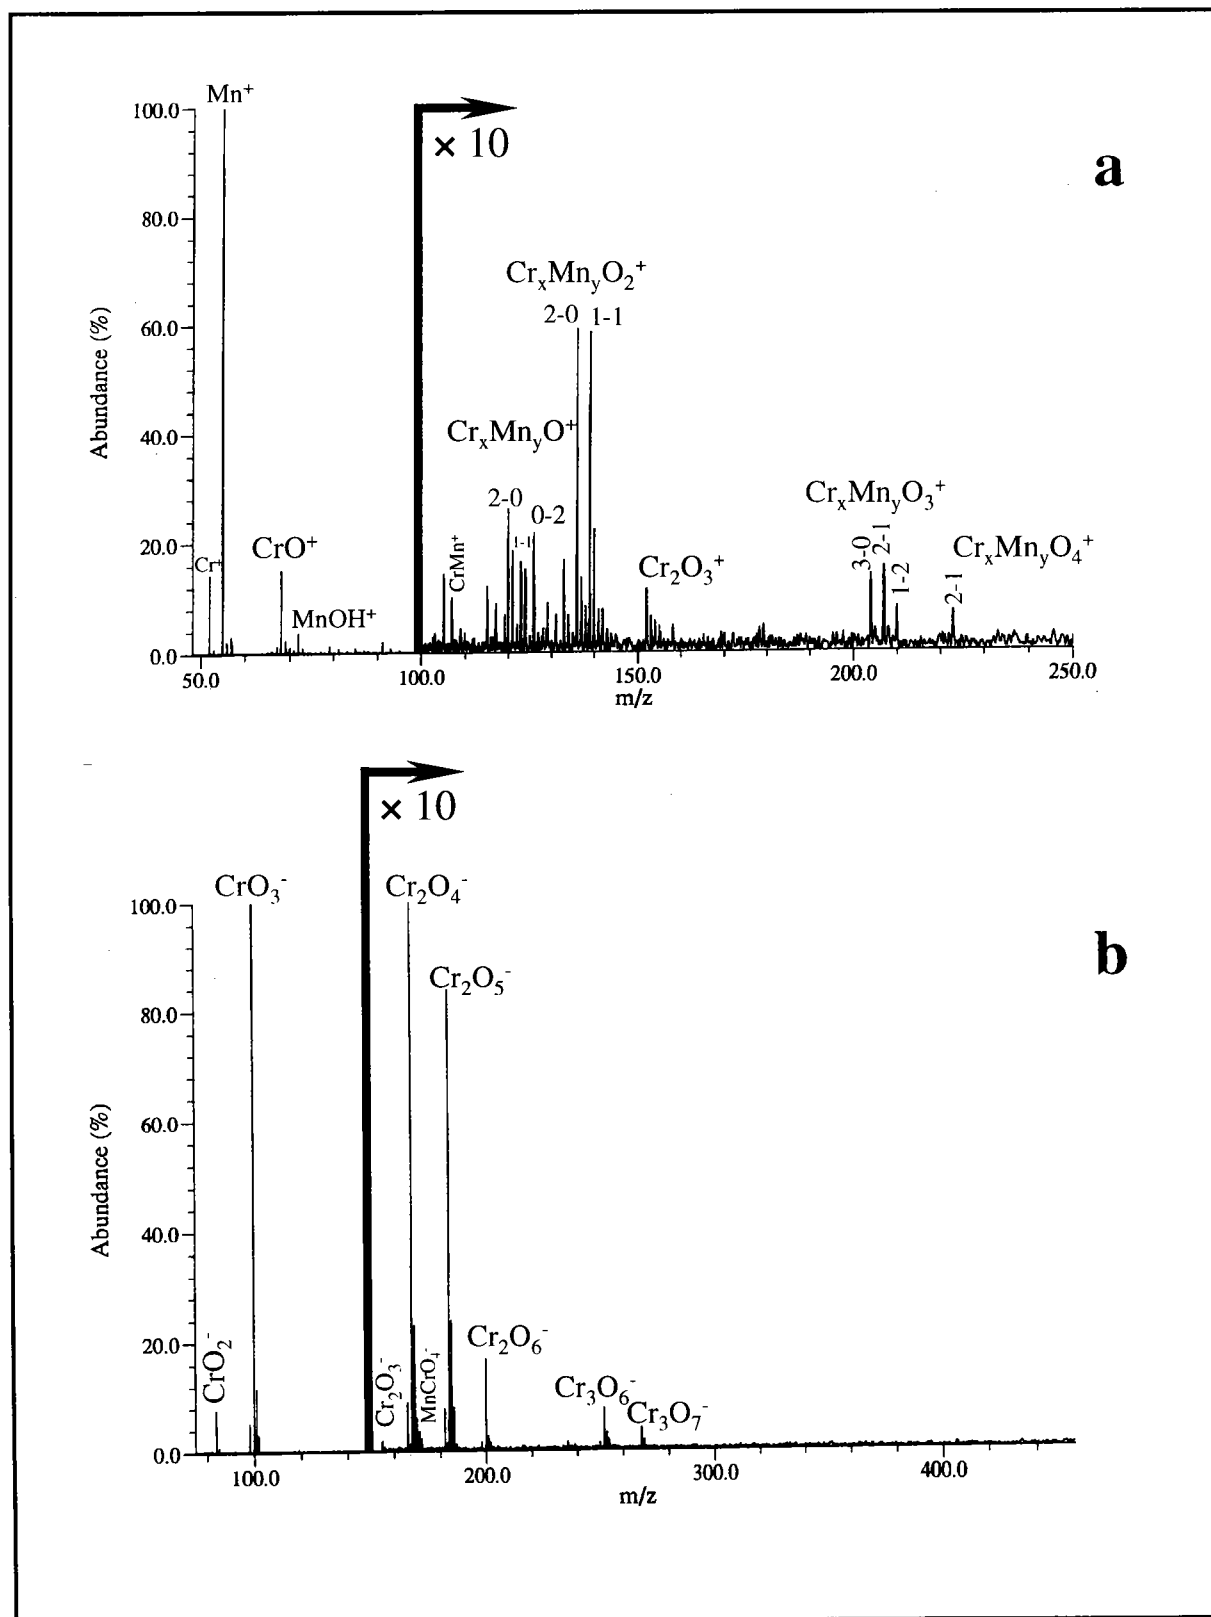 Mn⁺
100.0
× 10
a
80.0
CrₓMnᵧO₂⁺
2-0 1-1
60.0
Abundance (%)
CrₓMnᵧO⁺
40.0
2-0
0-2
1-1
CrₓMnᵧO₃⁺
3-0
2-1
1-2
CrₓMnᵧO₄⁺
2-1
20.0
Cr⁺
CrO⁺
MnOH⁺
CrMn⁺
Cr₂O₃⁺
0.0
50.0 100.0 150.0 200.0 250.0
m/z
× 10
b
CrO₃⁻
Cr₂O₄⁻
100.0
Cr₂O₅⁻
80.0
60.0
Abundance (%)
40.0
20.0
CrO₂⁻
Cr₂O₃⁻
MnCrO₄⁻
Cr₂O₆⁻
Cr₃O₆⁻
Cr₃O₇⁻
0.0
100.0 200.0 300.0 400.0
m/z